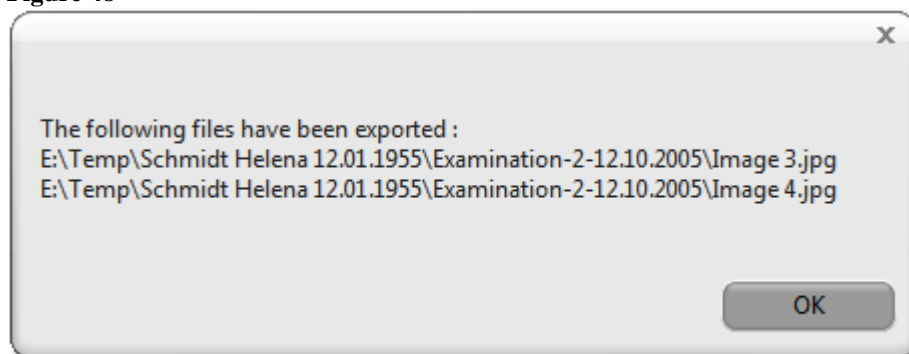 x
The following files have been exported :
E:\Temp\Schmidt Helena 12.01.1955\Examination-2-12.10.2005\Image 3.jpg
E:\Temp\Schmidt Helena 12.01.1955\Examination-2-12.10.2005\Image 4.jpg
OK